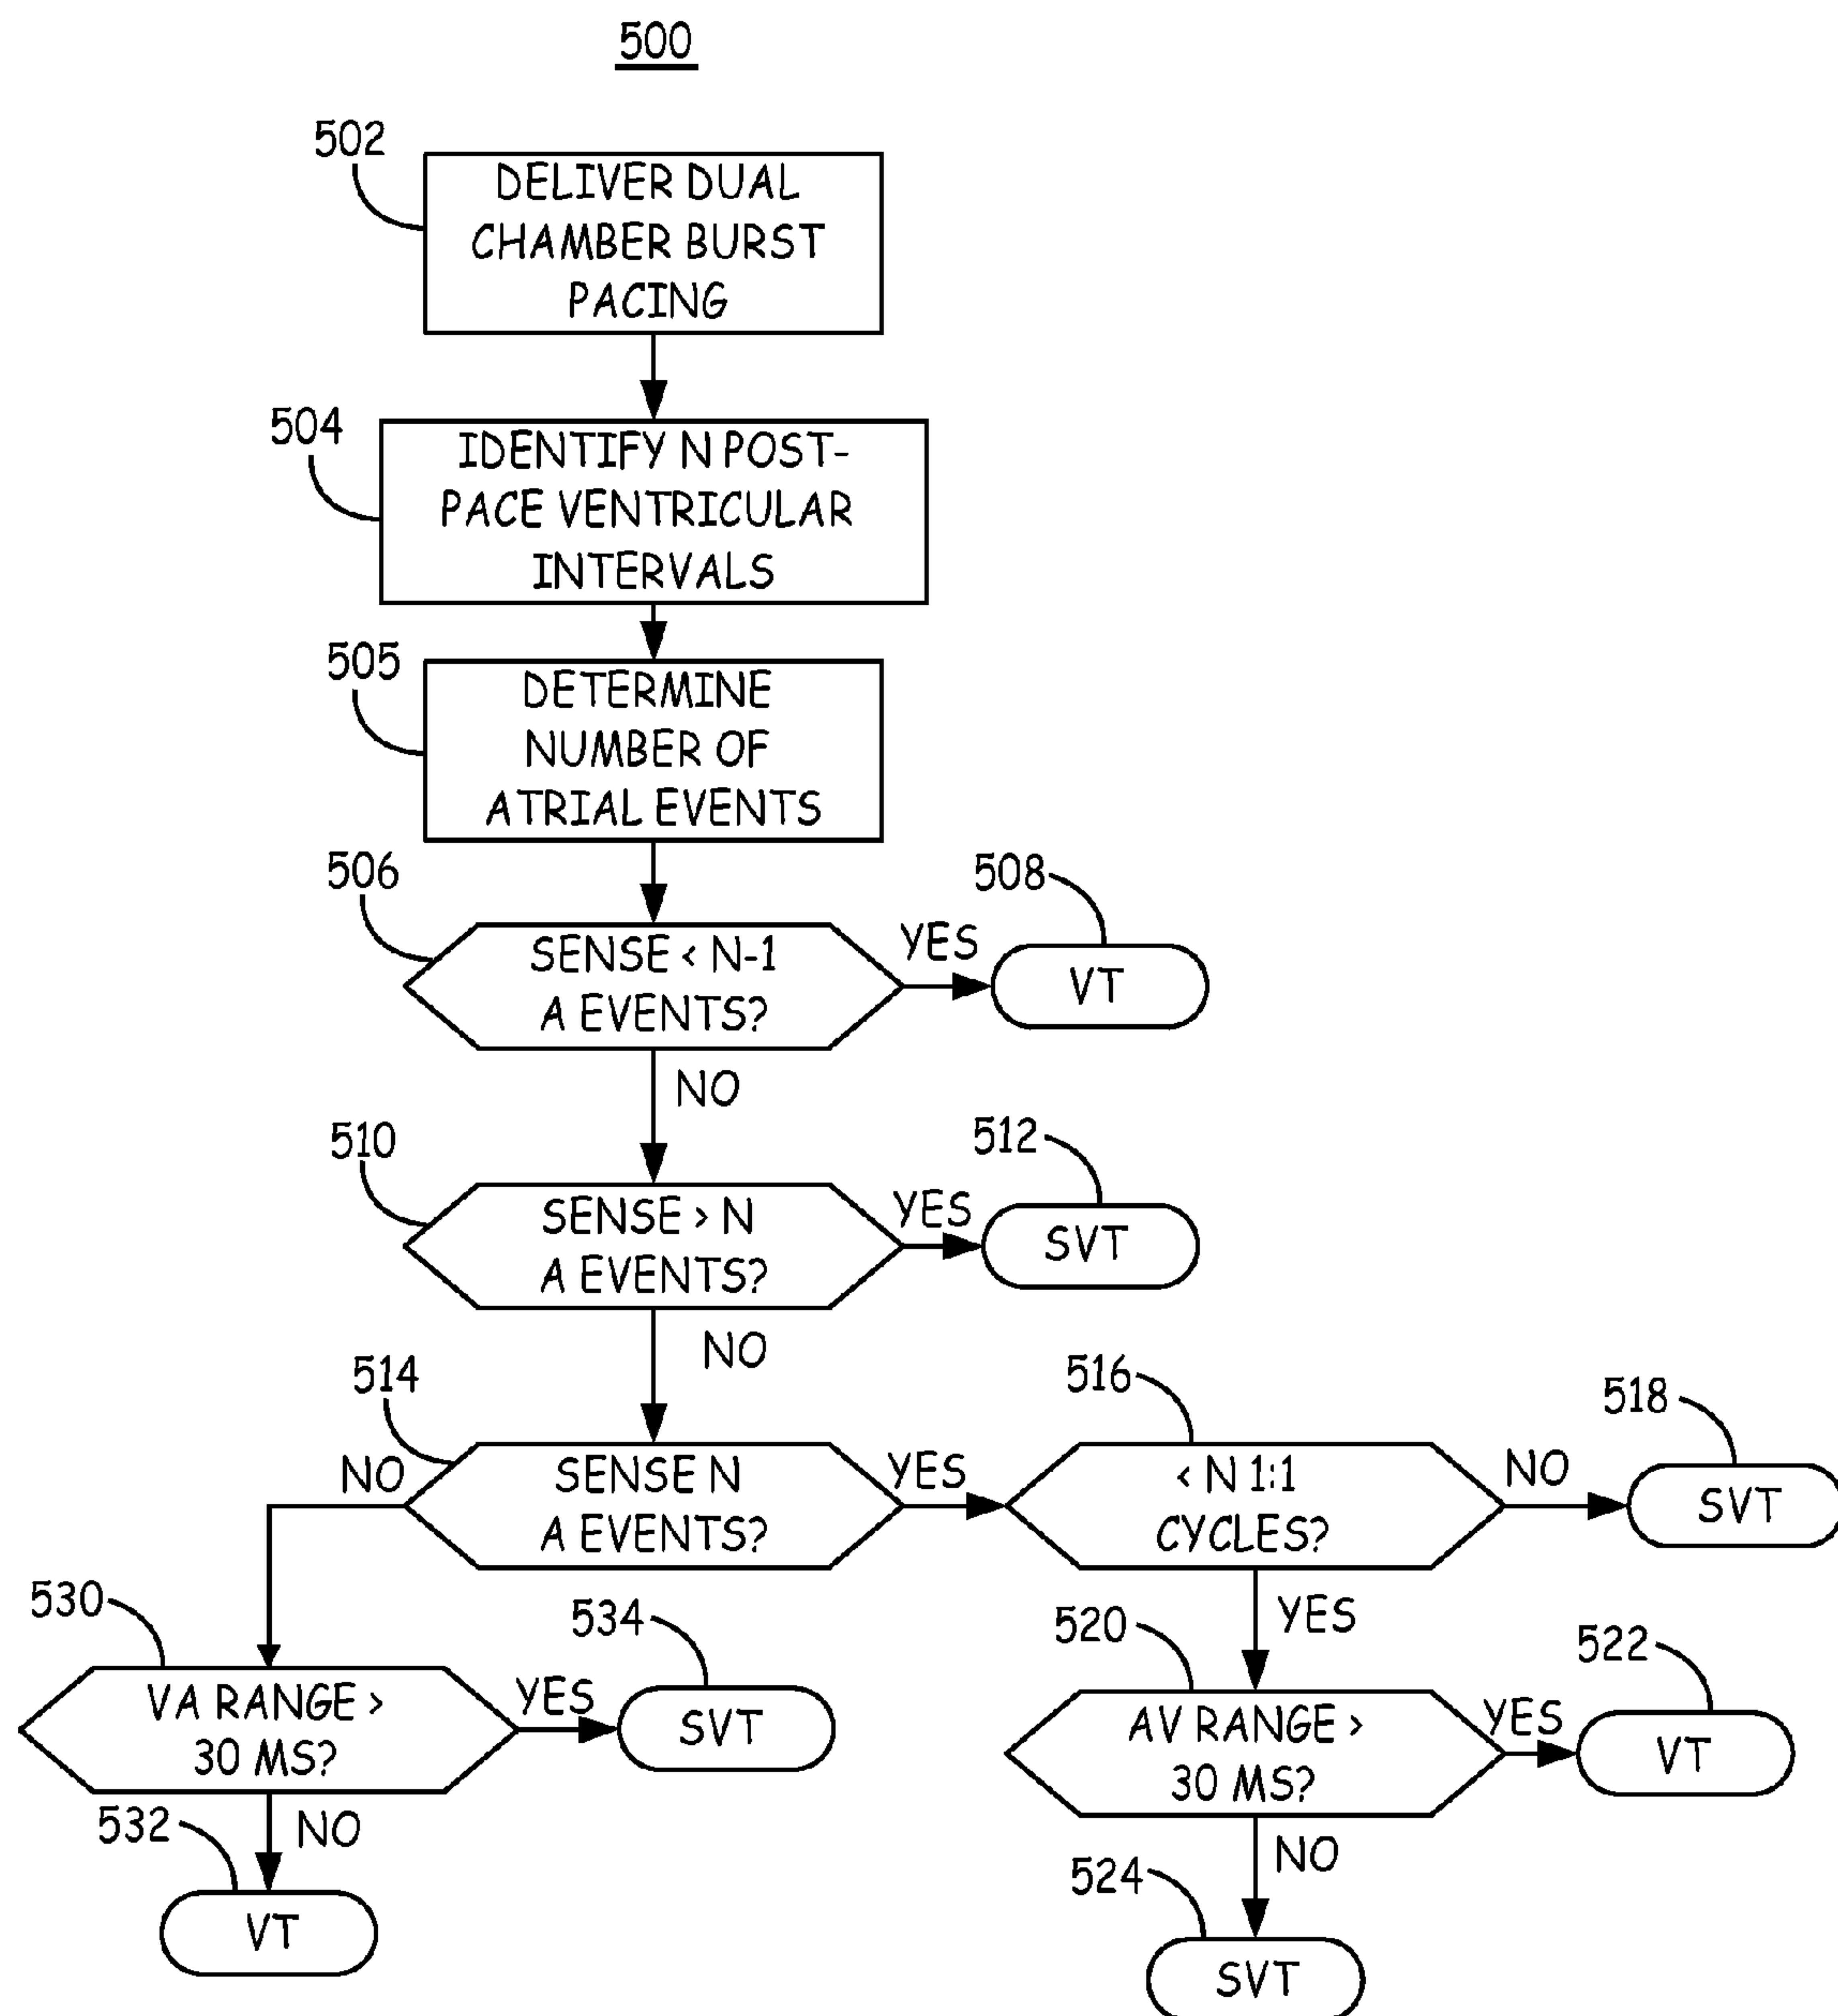 500
502
DELIVER DUAL
CHAMBER BURST
PACING
504
IDENTIFY N POST-
PACE VENTRICULAR
INTERVALS
505
DETERMINE
NUMBER OF
ATRIAL EVENTS
506
SENSE < N-1
A EVENTS?
YES
508
VT
NO
510
SENSE > N
A EVENTS?
YES
512
SVT
NO
514
SENSE N
A EVENTS?
NO
YES
516
< N 1:1
CYCLES?
NO
518
SVT
YES
530
VA RANGE >
30 MS?
YES
534
SVT
NO
532
VT
520
AV RANGE >
30 MS?
YES
522
VT
NO
524
SVT